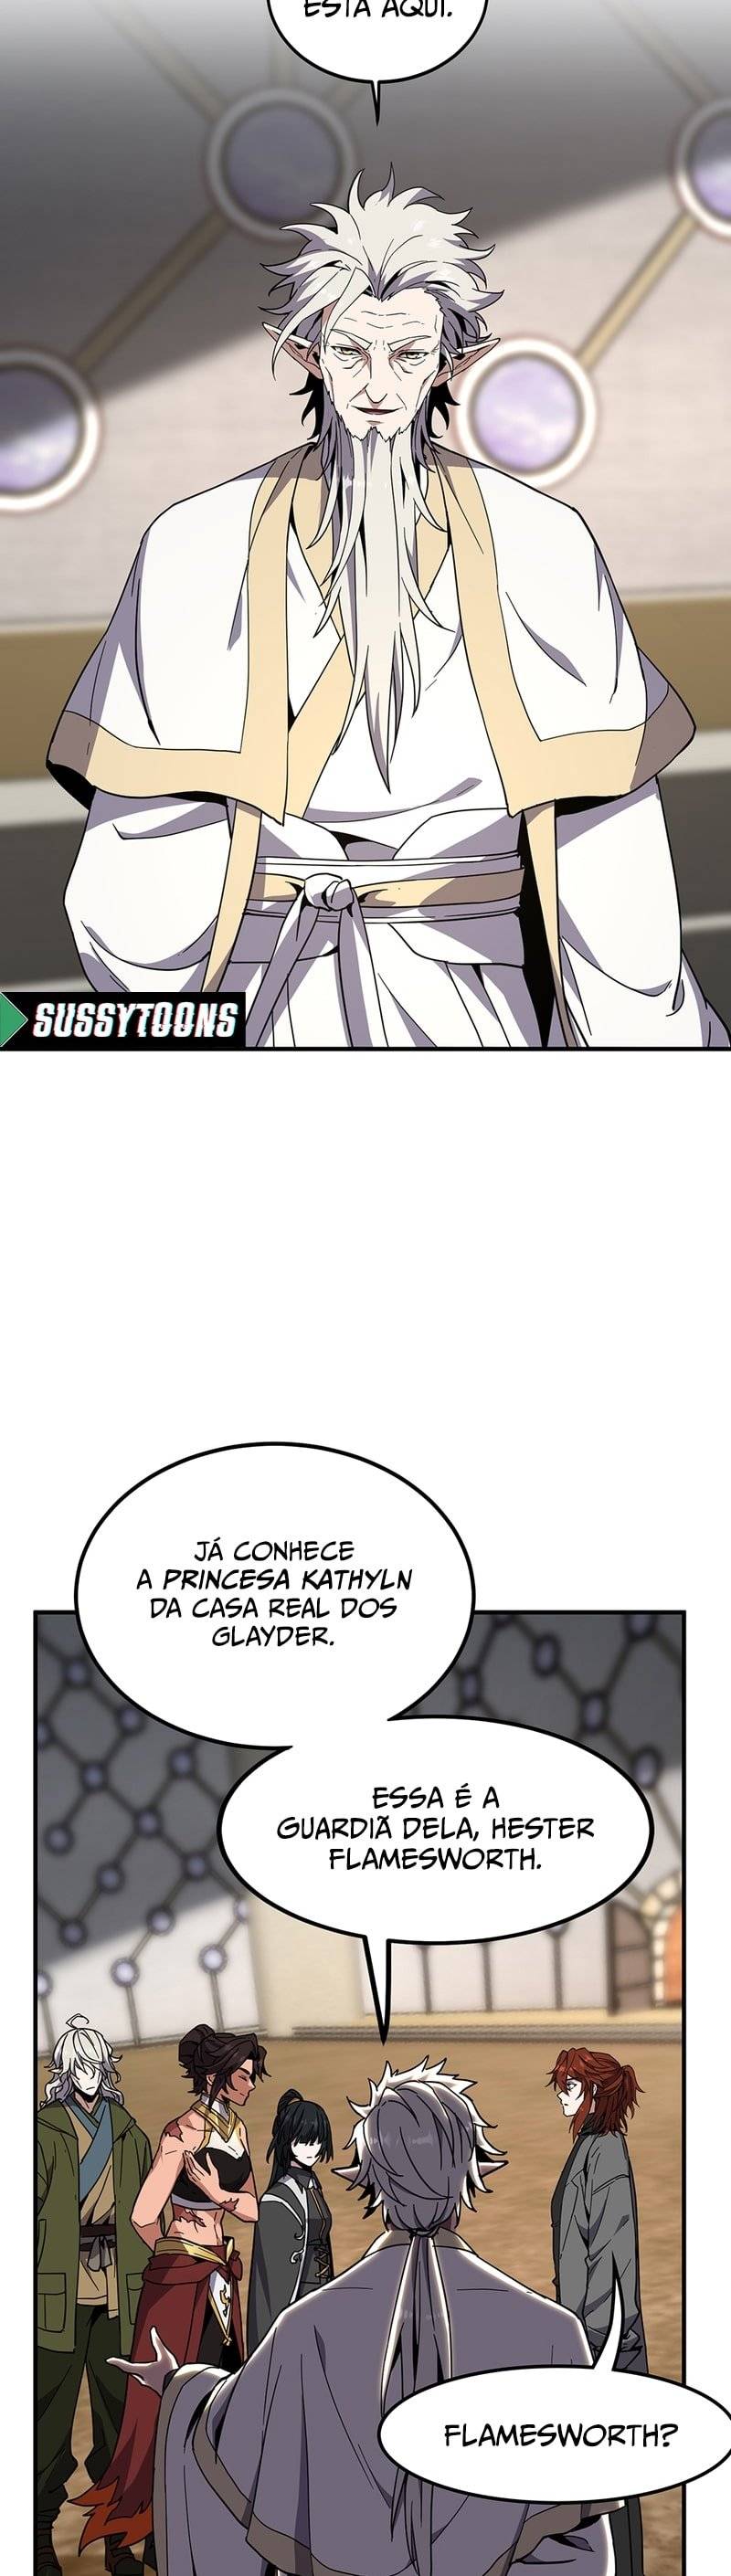 ESTÁ AQUI.
SUSSYTOONS
JÁ CONHECE
A PRINCESA KATHYLN
DA CASA REAL DOS
GLAYDER.
ESSA É A
GUARDIÃ DELA, HESTER
FLAMESWORTH.
FLAMESWORTH?